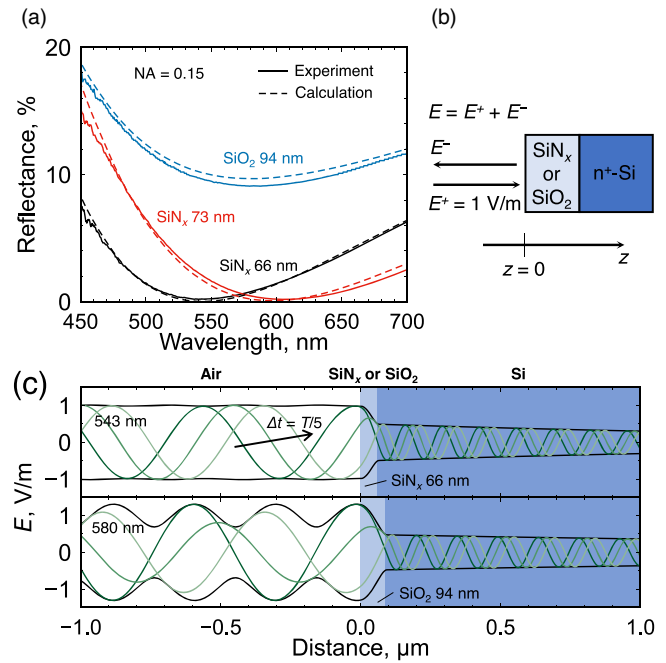 (a)
20
10
0
Reflectance, %
NA = 0.15
Experiment
Calculation
SiO₂ 94 nm
SiNₓ 73 nm
SiNₓ 66 nm
450 500 550 600 650 700
Wavelength, nm
(b)
E = E⁺ + E⁻
E⁻
E⁺ = 1 V/m
SiNₓ
or
SiO₂
n⁺-Si
z = 0
z
(c)
Air
SiNₓ or SiO₂
Si
543 nm
Δt = T/5
SiNₓ 66 nm
1
0
−1
580 nm
SiO₂ 94 nm
1
0
−1
E, V/m
−1.0 −0.5 0.0 0.5 1.0
Distance, μm